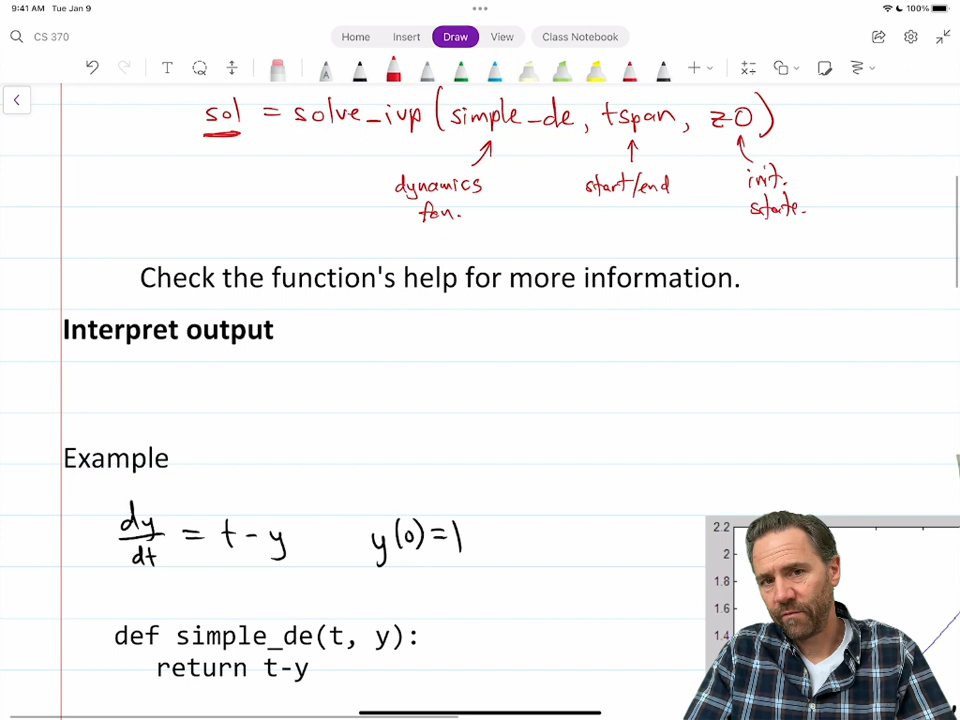 9:41 AM Tue Jan 9
100%
CS 370
Home Insert Draw View Class Notebook
T
A
sol = solve_ivp(simple_de, tspan, z0)
dynamics start/end init.
fcn. state.
Check the function's help for more information.
Interpret output
Example
dy/dt = t - y y(0)=1
def simple_de(t, y):
return t-y
2.2
2
1.8
1.6
1.4